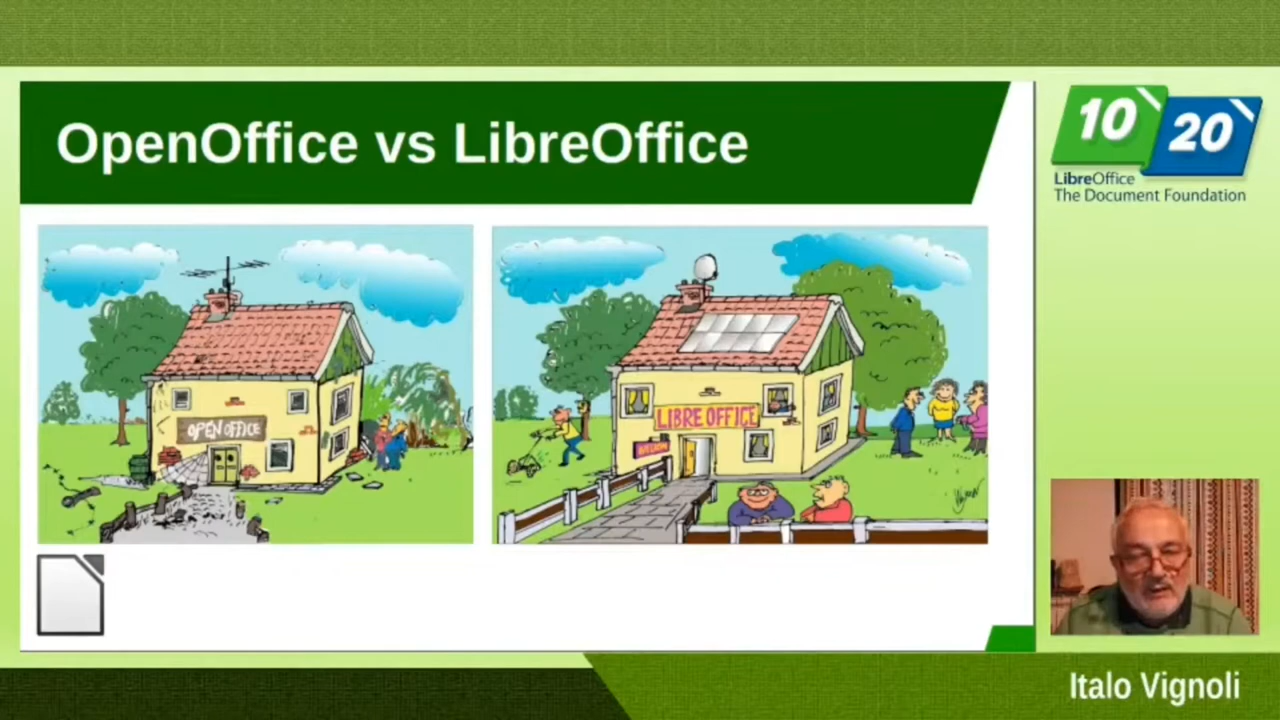 OpenOffice vs LibreOffice
10 20
LibreOffice
The Document Foundation
OPEN OFFICE
LIBRE OFFICE
Italo Vignoli